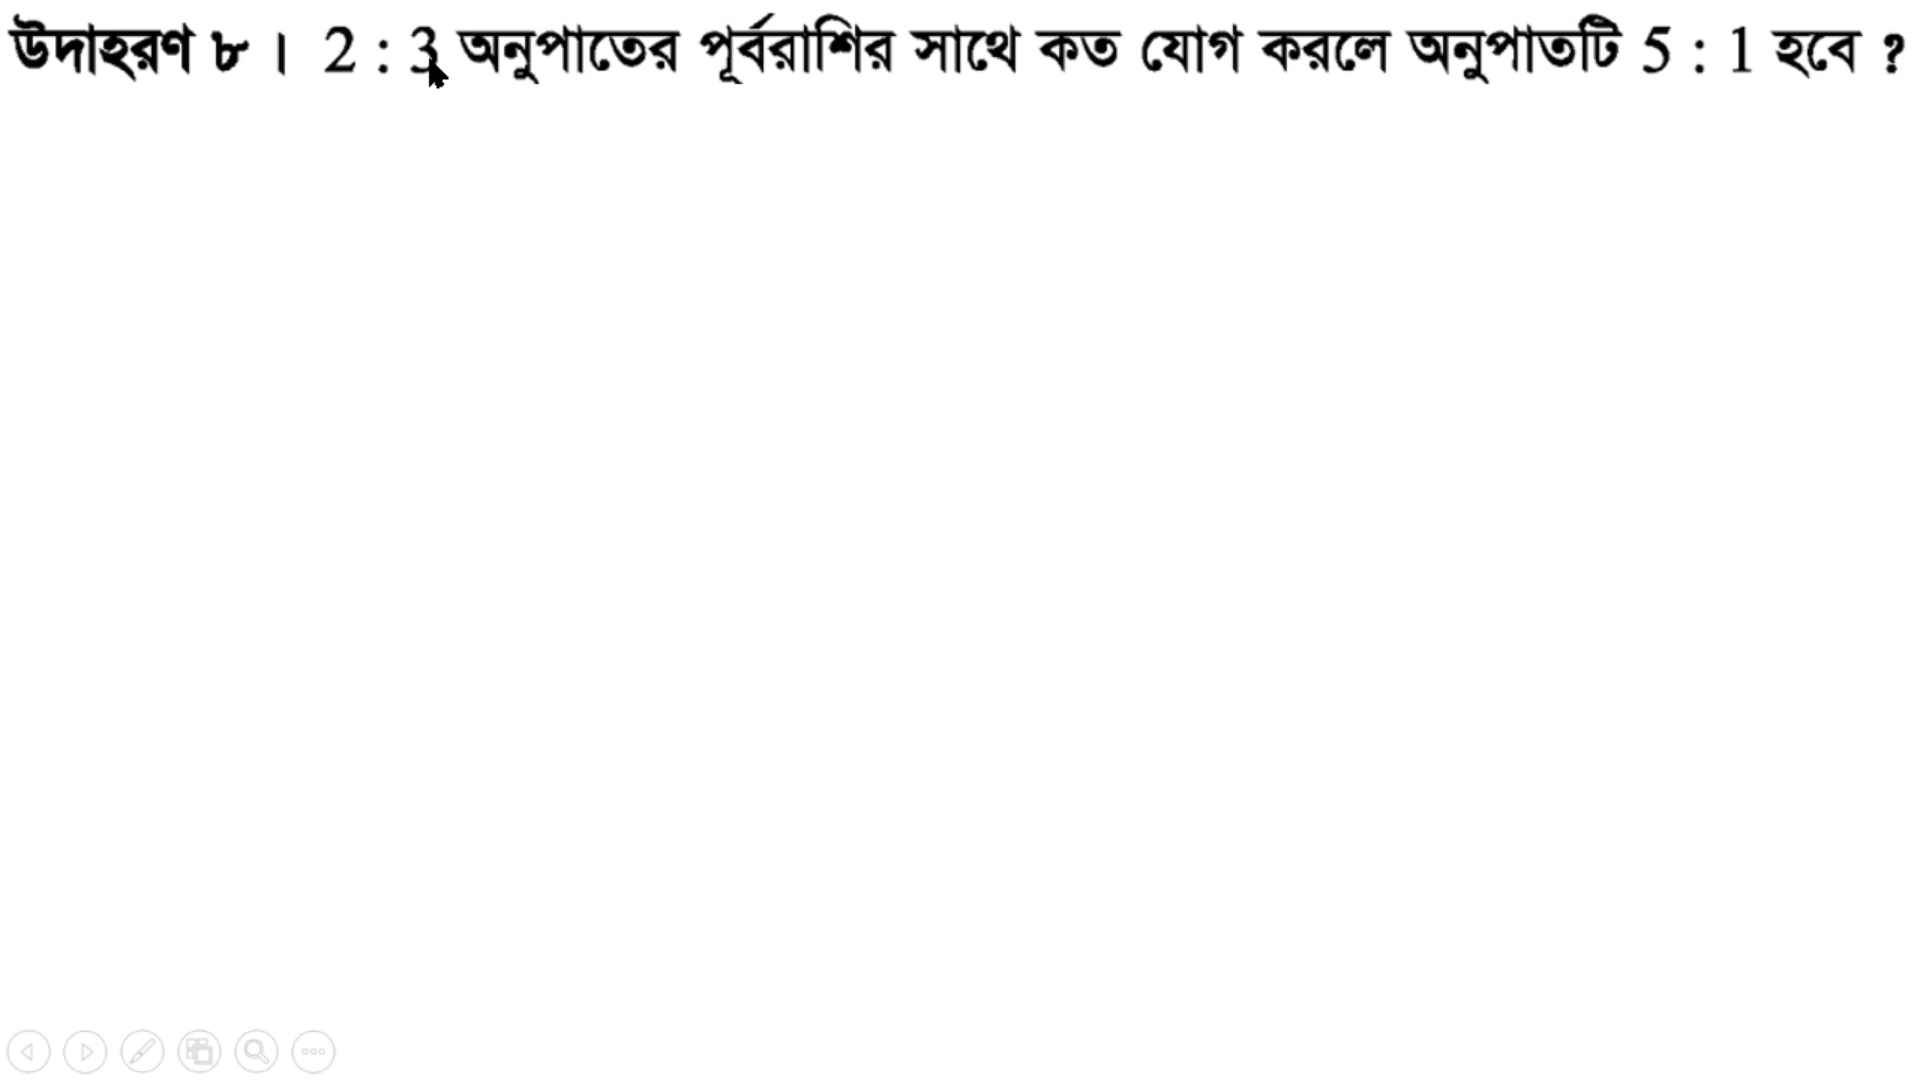 উদাহরণ ৮ । 2 : 3 অনুপাতের পূর্বরাশির সাথে কত যোগ করলে অনুপাতটি 5 : 1 হবে ?